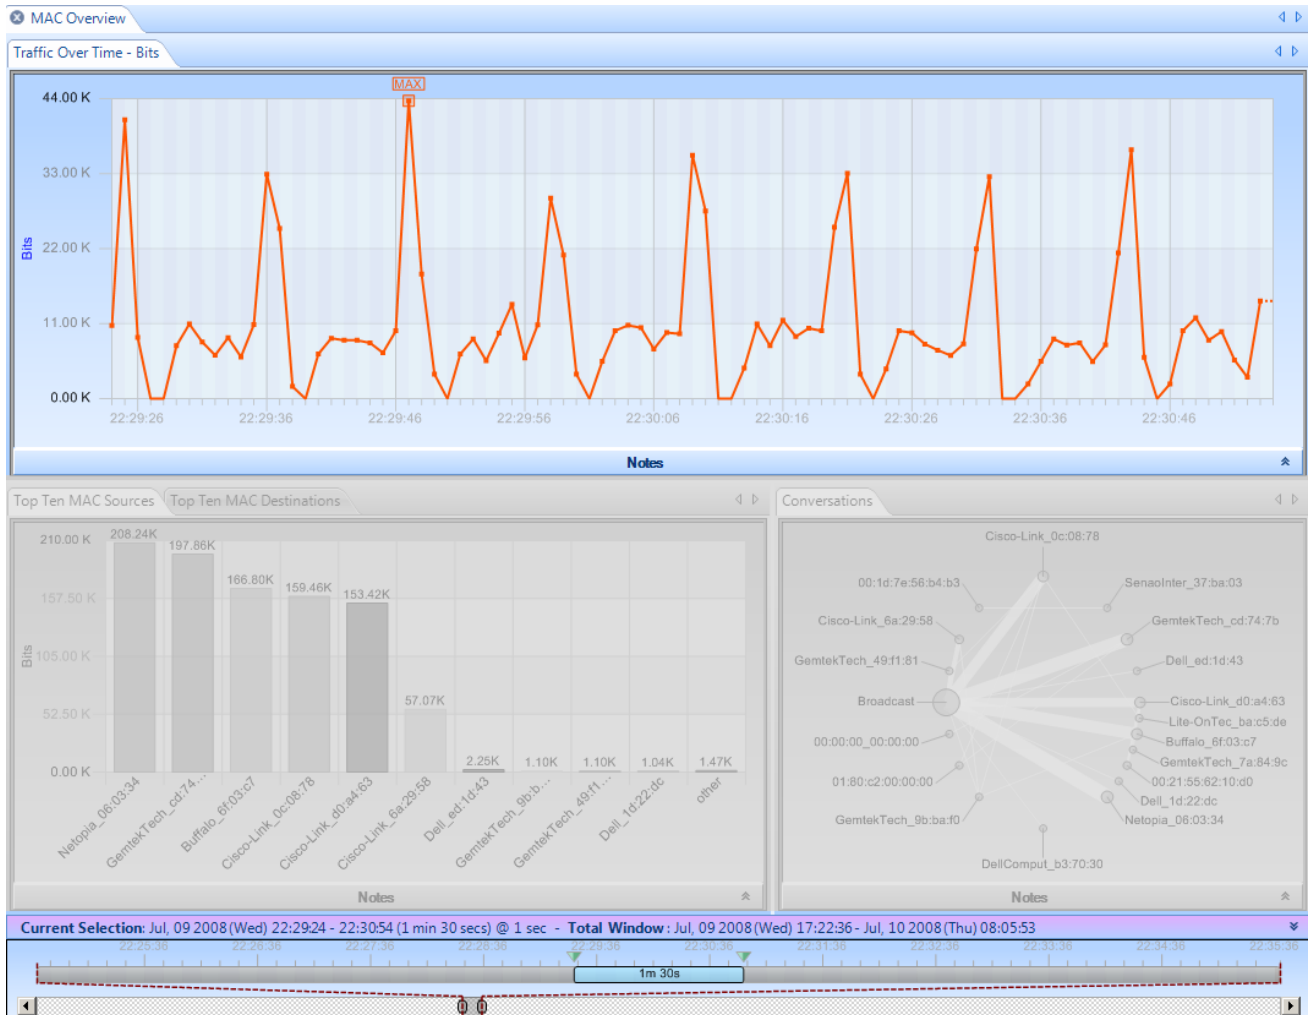 MAC Overview
Traffic Over Time - Bits
MAX
44.00 K
33.00 K
22.00 K
11.00 K
0.00 K
Bits
22:29:26 22:29:36 22:29:46 22:29:56 22:30:06 22:30:16 22:30:26 22:30:36 22:30:46
Notes
Top Ten MAC Sources Top Ten MAC Destinations
210.00 K
157.50 K
105.00 K
52.50 K
0.00 K
Bits
208.24K
197.86K
166.80K
159.46K
153.42K
57.07K
2.25K
1.10K
1.10K
1.04K
1.47K
Netopia_06:03:34
GemtekTech_cd:74...
Buffalo_6f:03:c7
Cisco-Link_0c:08:78
Cisco-Link_d0:a4:63
Cisco-Link_6a:29:58
Dell_ed:1d:43
GemtekTech_9b:b...
GemtekTech_49:f1...
Dell_1d:22:dc
other
Notes
Conversations
Cisco-Link_0c:08:78
00:1d:7e:56:b4:b3
SenaoInter_37:ba:03
Cisco-Link_6a:29:58
GemtekTech_cd:74:7b
GemtekTech_49:f1:81
Dell_ed:1d:43
Broadcast
Cisco-Link_d0:a4:63
Lite-OnTec_ba:c5:de
00:00:00_00:00:00
Buffalo_6f:03:c7
GemtekTech_7a:84:9c
01:80:c2:00:00:00
00:21:55:62:10:d0
Dell_1d:22:dc
GemtekTech_9b:ba:f0
Netopia_06:03:34
DellComput_b3:70:30
Notes
Current Selection: Jul, 09 2008 (Wed) 22:29:24 - 22:30:54 (1 min 30 secs) @ 1 sec - Total Window : Jul, 09 2008 (Wed) 17:22:36 - Jul, 10 2008 (Thu) 08:05:53
22:25:36 22:26:36 22:27:36 22:28:36 22:29:36 22:30:36 22:31:36 22:32:36 22:33:36 22:34:36 22:35:36
1m 30s